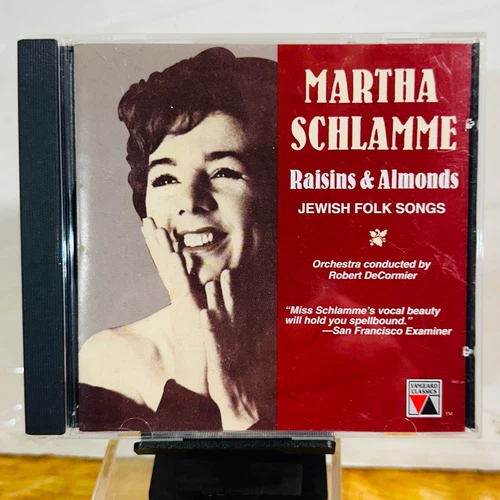 MARTHA
SCHLAMME
Raisins & Almonds
JEWISH FOLK SONGS
Orchestra conducted by
Robert DeCormier
“Miss Schlamme's vocal beauty
will hold you spellbound.”
—San Francisco Examiner
VANGUARD
CLASSICS
TM